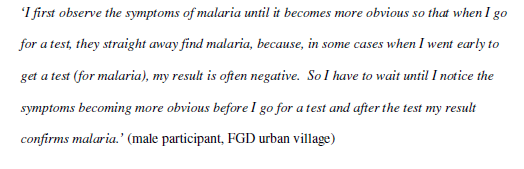 ‘I first observe the symptoms of malaria until it becomes more obvious so that when I go
for a test, they straight away find malaria, because, in some cases when I went early to
get a test (for malaria), my result is often negative.  So I have to wait until I notice the
symptoms becoming more obvious before I go for a test and after the test my result
confirms malaria.’ (male participant, FGD urban village)